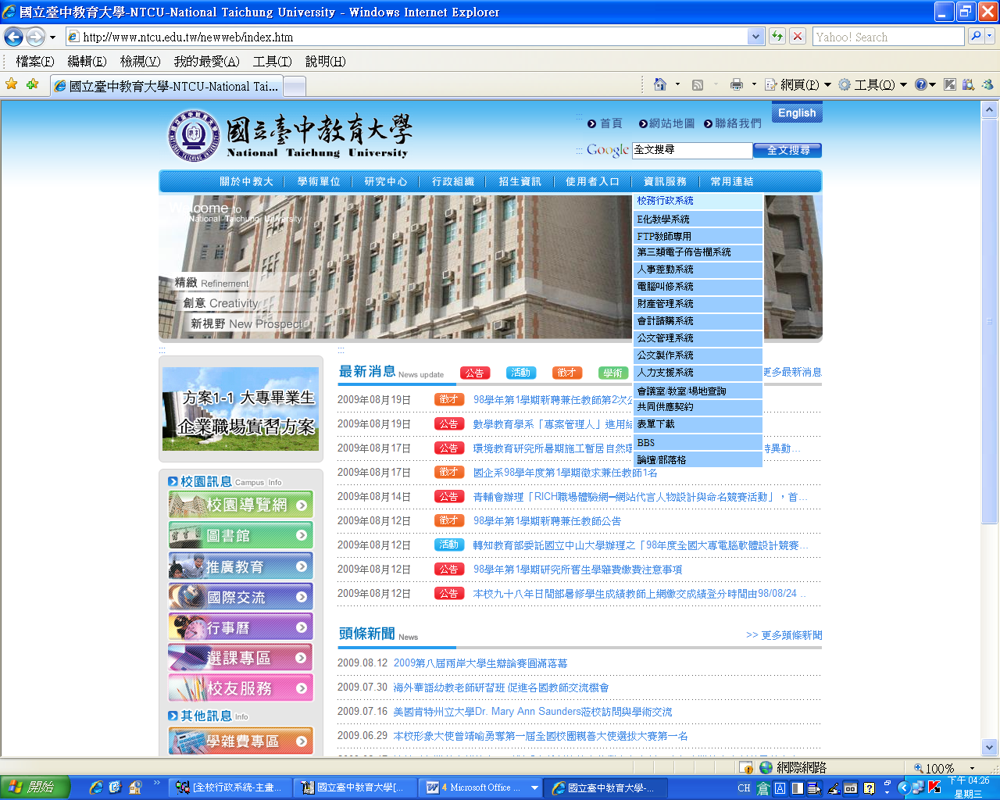 國立臺中教育大學-NTCU-National Taichung University - Windows Internet Explorer
http://www.ntcu.edu.tw/newweb/index.htm
Yahoo! Search
檔案(F) 編輯(E) 檢視(V) 我的最愛(A) 工具(T) 說明(H)
國立臺中教育大學-NTCU-National Tai...
網頁(P) 工具(O)
國立臺中教育大學
National Taichung University
::: 首頁 網站地圖 聯絡我們 English
::: Google 全文搜尋 全文搜尋
關於中教大 學術單位 研究中心 行政組織 招生資訊 使用者入口 資訊服務 常用連結
Welcome to
National Taichung University
精緻 Refinement
創意 Creativity
新視野 New Prospect
校務行政系統
E化教學系統
FTP教師專用
第三類電子佈告欄系統
人事差勤系統
電腦叫修系統
財產管理系統
會計請購系統
公文管理系統
公文製作系統
人力支援系統
會議室/教室/場地查詢
共同供應契約
表單下載
BBS
論壇/部落格
:::
方案1-1 大專畢業生
企業職場實習方案
校園訊息 Campus Info
校園導覽網
圖書館
推廣教育
國際交流
行事曆
選課專區
校友服務
其他訊息 Info
學雜費專區
:::
最新消息 News update 公告 活動 徵才 學術 更多最新消息
2009年08月19日 徵才 98學年第1學期新聘兼任教師第2次公
2009年08月19日 公告 數學教育學系「專案管理人」進用結
2009年08月17日 公告 環境教育研究所暑期施工暫居自然環 時異動...
2009年08月17日 徵才 國企系98學年度第1學期徵求兼任教師1名
2009年08月14日 公告 青輔會辦理「RICH職場體驗網─網站代言人物設計與命名競賽活動」，首...
2009年08月12日 徵才 98學年第1學期新聘兼任教師公告
2009年08月12日 活動 轉知教育部委託國立中山大學辦理之「98年度全國大專電腦軟體設計競賽...
2009年08月12日 公告 98學年第1學期研究所舊生學雜費繳費注意事項
2009年08月12日 公告 本校九十八年日間部暑修學生成績教師上網繳交成績登分時間由98/08/24 ..
頭條新聞 News >> 更多頭條新聞
2009.08.12 2009第八屆兩岸大學生辯論賽圓滿落幕
2009.07.30 海外華語幼教老師研習班 促進各國教師交流機會
2009.07.16 美國肯特州立大學Dr. Mary Ann Saunders蒞校訪問與學術交流
2009.06.29 本校形象大使曾靖喻勇奪第一屆全國校園親善大使選拔大賽第一名
網際網路 100%
開始 [全校行政系統-主畫... 國立臺中教育大學[... 4 Microsoft Office ... 國立臺中教育大學-... CH 倉 下午 04:26
星期三